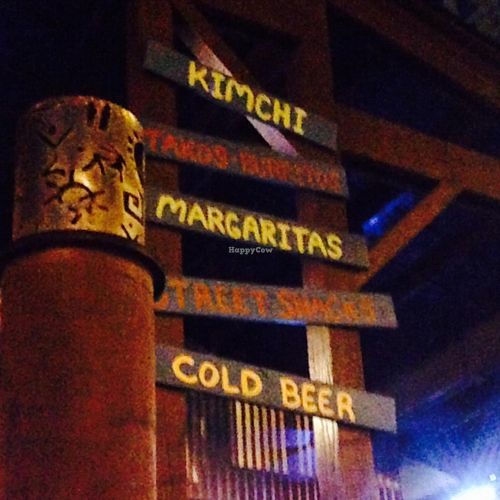 KIMCHI
TACOS BURRITOS
MARGARITAS
STREET SNACKS
COLD BEER
HappyCow